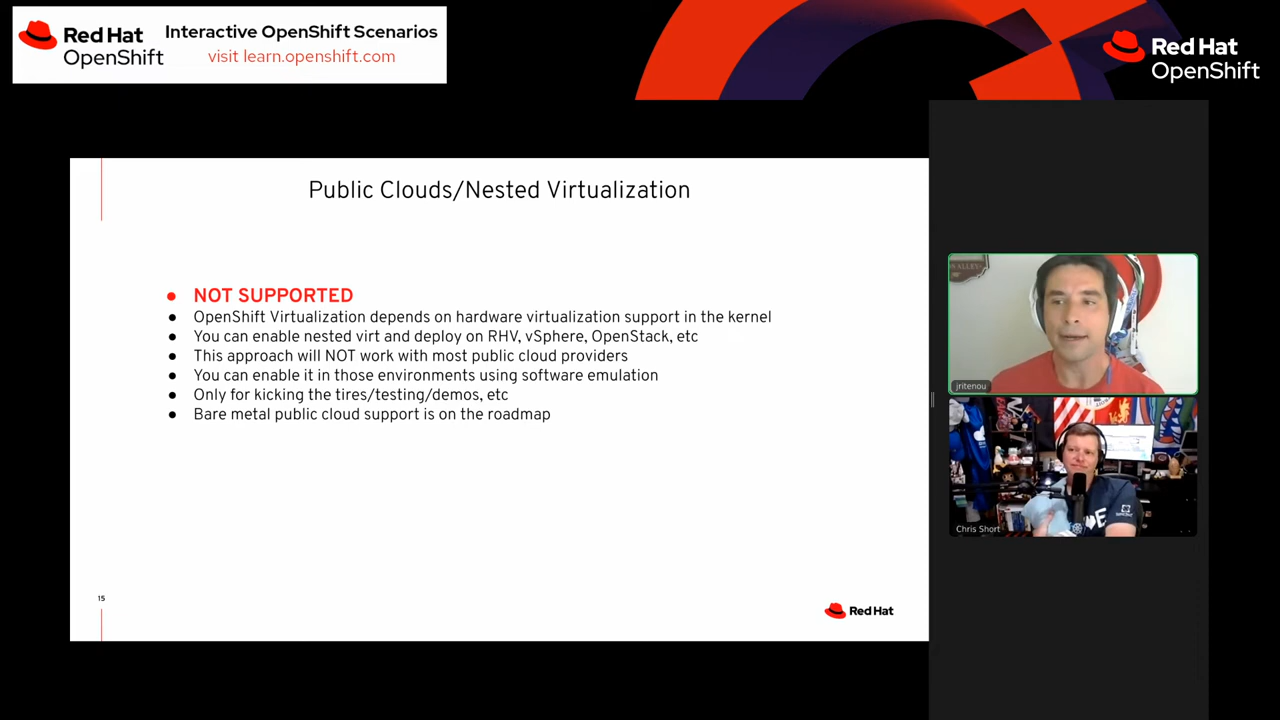 Red Hat
OpenShift
Interactive OpenShift Scenarios
visit learn.openshift.com
Red Hat
OpenShift
Public Clouds/Nested Virtualization
NOT SUPPORTED
OpenShift Virtualization depends on hardware virtualization support in the kernel
You can enable nested virt and deploy on RHV, vSphere, OpenStack, etc
This approach will NOT work with most public cloud providers
You can enable it in those environments using software emulation
Only for kicking the tires/testing/demos, etc
Bare metal public cloud support is on the roadmap
15
Red Hat
ALLEY
jritenou
Chris Short